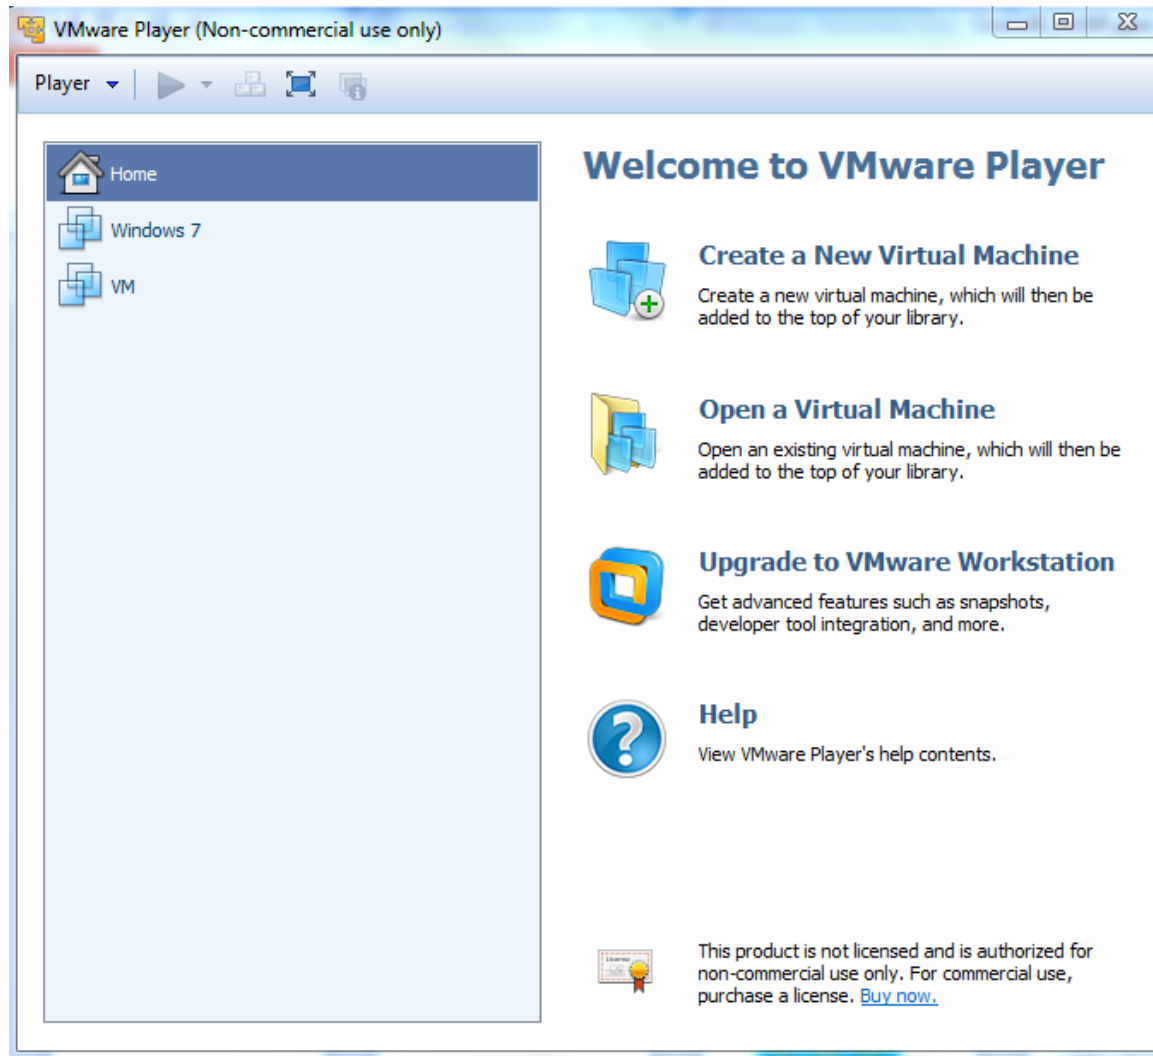 VMware Player (Non-commercial use only)
Player
Home
Windows 7
VM
Welcome to VMware Player
Create a New Virtual Machine
Create a new virtual machine, which will then be
added to the top of your library.
Open a Virtual Machine
Open an existing virtual machine, which will then be
added to the top of your library.
Upgrade to VMware Workstation
Get advanced features such as snapshots,
developer tool integration, and more.
Help
View VMware Player's help contents.
This product is not licensed and is authorized for
non-commercial use only. For commercial use,
purchase a license. Buy now.